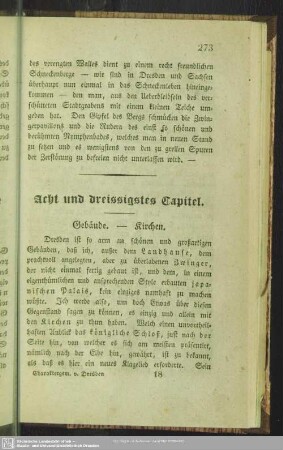 273
des verengten Walles dient zu einem recht freundlichen
Schneckenberge — wir sind in Dresden und Sachsen
überhaupt nun einmal in das Schneckenleben hineinge-
kommen — den man, aus den Ueberbleibseln des ver-
schütteten Stadtgrabens mit einem kleinen Teiche um-
geben hat. Den Gipfel des Bergs schmücken die Zwin-
gerpavillons und die Ruinen des einst so schönen und
berühmten Nymphenbades, welches man in neuen Stand
zu setzen und es wenigstens von den zu grellen Spuren
der Zerstörung zu befreien nicht unterlassen wird. —
Acht und dreissigstes Capitel.
Gebäude. — Kirchen.
Dresden ist so arm an schönen und großartigen
Gebäuden, daß ich, außer dem Landhause, dem
prachtvoll angelegten, aber zu überladenen Zwinger,
der nicht einmal fertig gebaut ist, und dem, in einem
eigenthümlichen und ansprechenden Style erbauten japa-
nischen Palais, kein einziges namhaft zu machen
wüßte. Ich werde also, um doch Etwas über diesen
Gegenstand sagen zu können, es einzig und allein mit
den Kirchen zu thun haben. Welch einen unvortheil-
haften Anblick das königliche Schloß, just nach der
Seite hin, von welcher es sich am meisten präsentirt,
nämlich nach der Elbe hin, gewährt, ist zu bekannt,
als daß es hier ein neues Klagelied erforderte. Sein
Charaktergem. v. Dresden 18